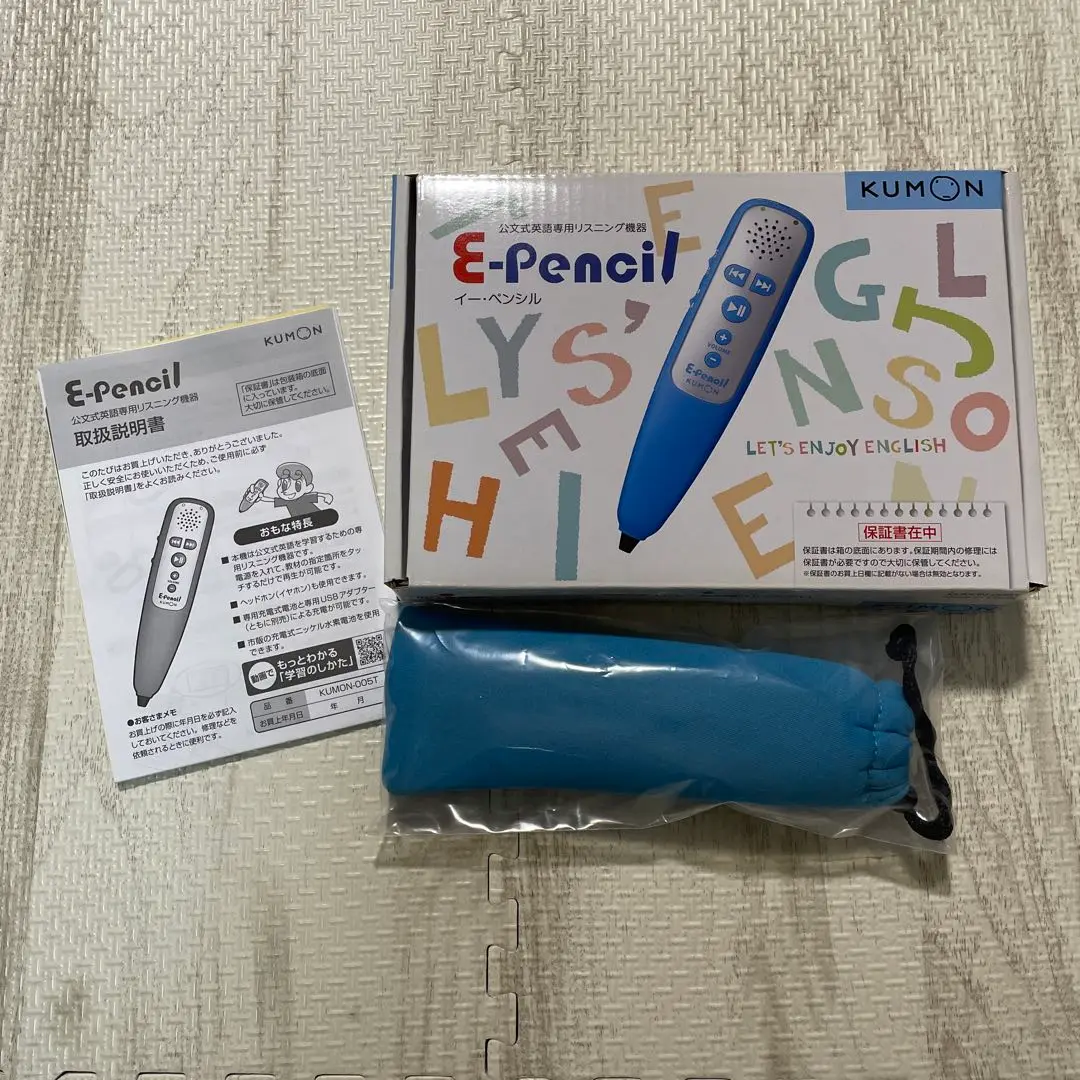 KUMON
E-Pencil
公文式英語専用リスニング機器
取扱説明書
「保証書」は包装箱の底面
に入っています。
大切に保管してください。
このたびはお買上げいただき、ありがとうございました。
正しく安全にお使いいただくため、ご使用前に必ず
「取扱説明書」をよくお読みください。
おもな特長
■ 本機は公文式英語を学習するための専
用リスニング機器です。
電源を入れて、教材の指定箇所をタッ
チするだけで再生が可能です。
■ ヘッドホン(イヤホン)も使用できます。
■ 専用充電式電池と専用USBアダプター
(ともに別売)による充電が可能です。
■ 市販の充電式ニッケル水素電池を使用
できます。
動画で
もっとわかる
「学習のしかた」
VOLUME
E-Pencil
KUMON
●お客さまメモ
お買上げの際に年月日を必ず記入
しておいてください。修理などを
依頼されるときに便利です。
品 番 KUMON-005T
お買上年月日 年 月
KUMON
公文式英語専用リスニング機器
E-Pencil
イー・ペンシル
VOLUME
E-Pencil
KUMON
LET'S ENJOY ENGLISH
保証書在中
保証書は箱の底面にあります。保証期間内の修理には
保証書が必要ですので大切に保管してください。
※保証書のお買上日欄に記載がない場合は無効となります。
KUMON